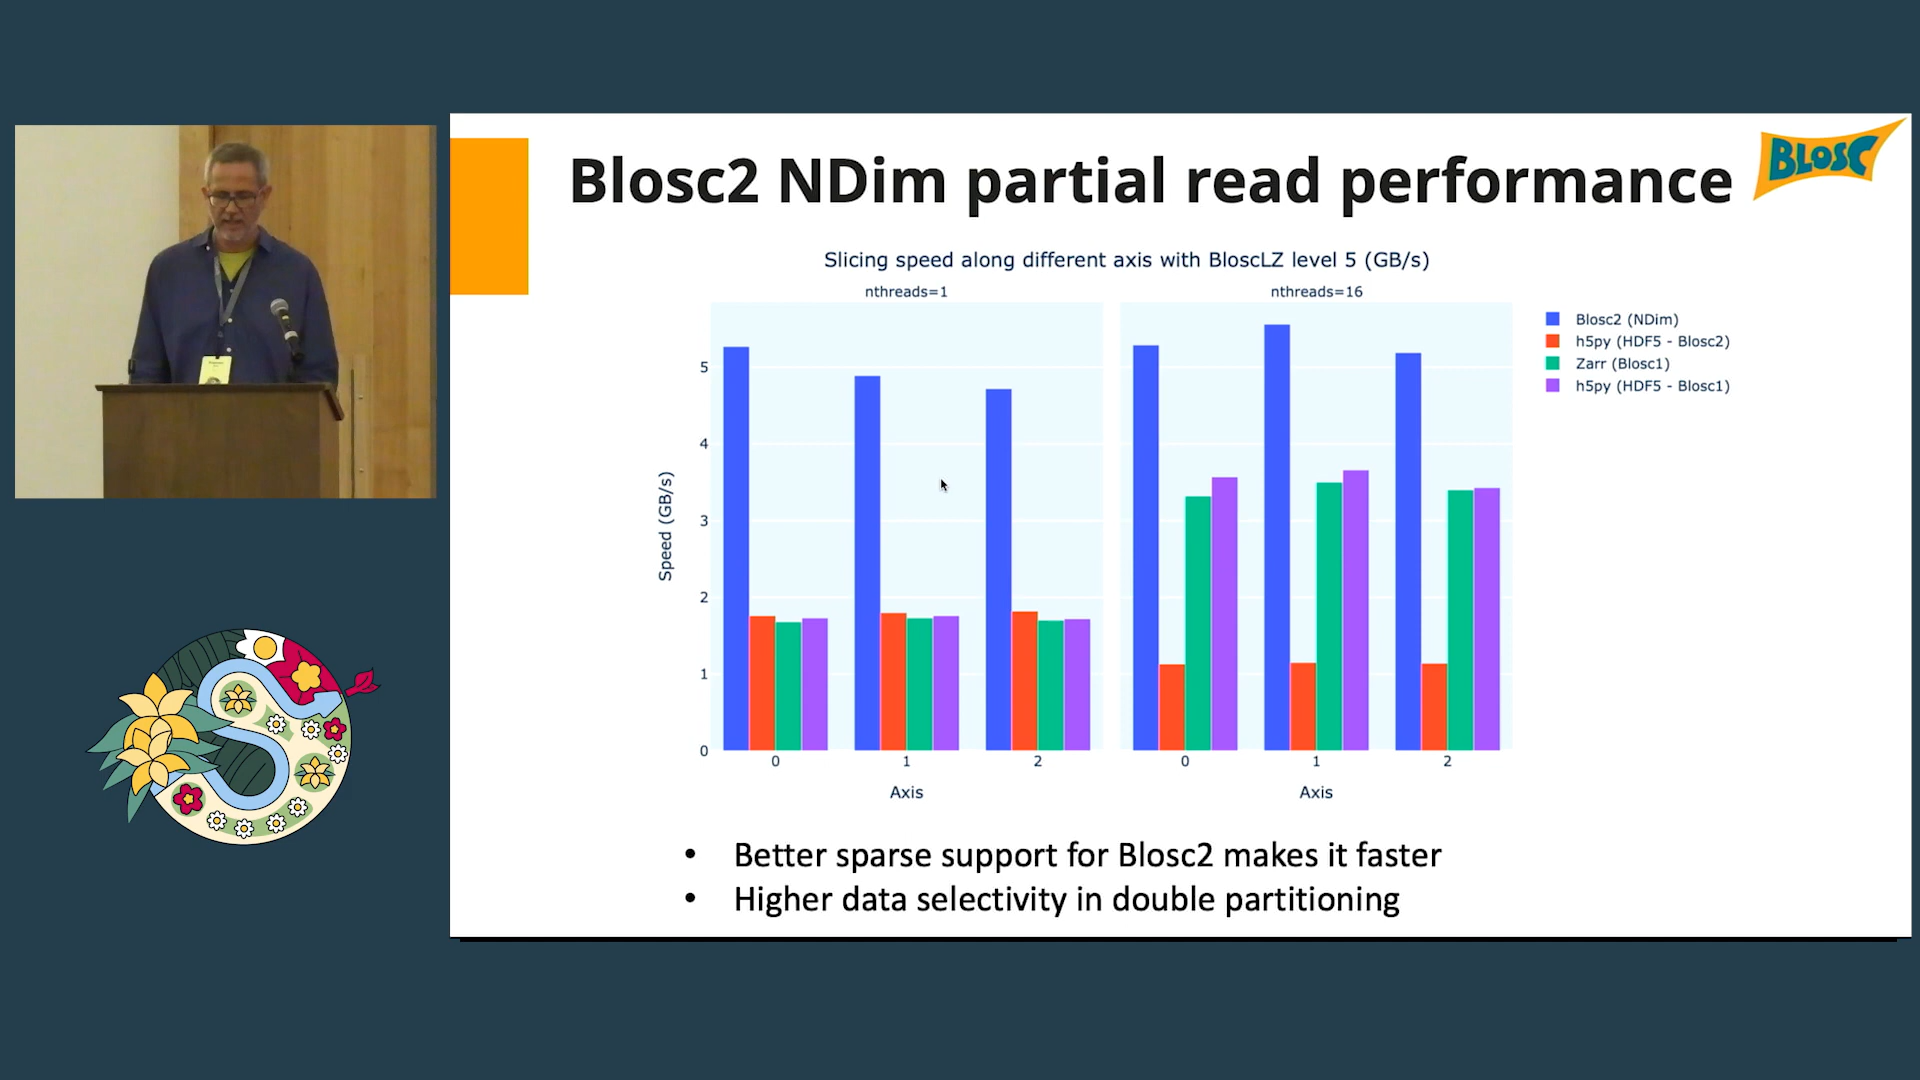 Blosc2 NDim partial read performance
BLOSC
Slicing speed along different axis with BloscLZ level 5 (GB/s)
nthreads=1
nthreads=16
Blosc2 (NDim)
h5py (HDF5 - Blosc2)
Zarr (Blosc1)
h5py (HDF5 - Blosc1)
Speed (GB/s)
5
4
3
2
1
0
0 1 2
0 1 2
Axis
Axis
• Better sparse support for Blosc2 makes it faster
• Higher data selectivity in double partitioning